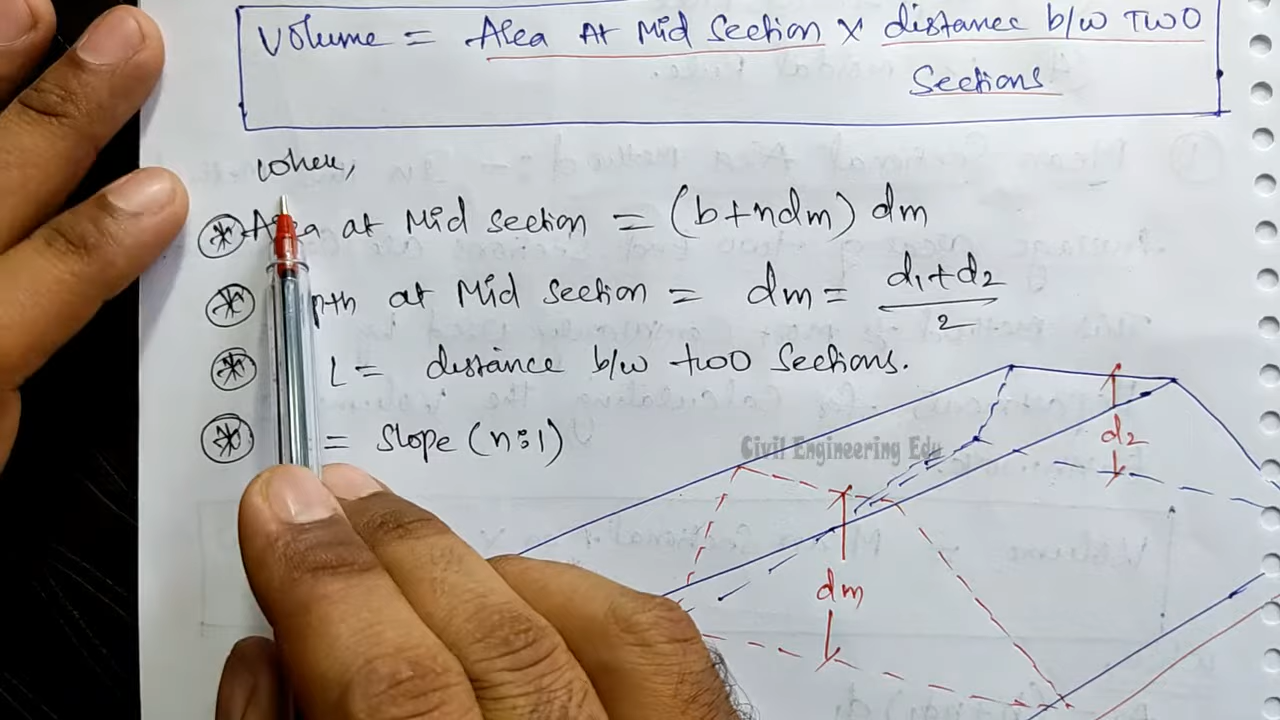 Volume = Area At Mid Section × distance b/w Two
Sections
where,
* Area at Mid section = (b+ndm) dm
* pth at Mid section = dm = d1+d2
2
* L = distance b/w two sections.
* = slope (n:1)
Civil Engineering Edu
d2
dm